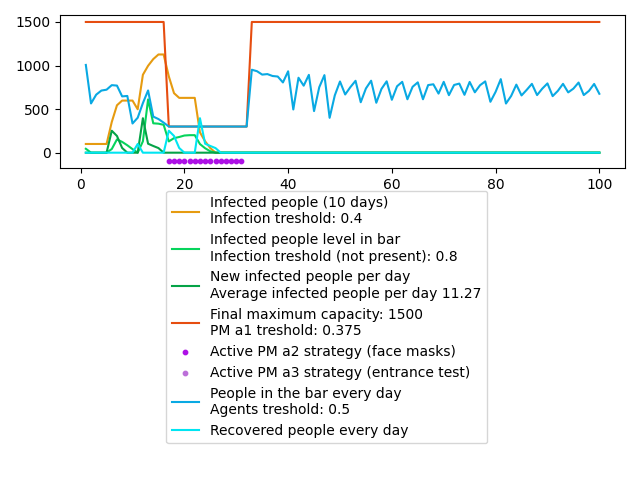 1500
1000
500
0
0
20
40
60
80
100
Infected people (10 days)
Infection treshold: 0.4
Infected people level in bar
Infection treshold (not present): 0.8
New infected people per day
Average infected people per day 11.27
Final maximum capacity: 1500
PM a1 treshold: 0.375
Active PM a2 strategy (face masks)
Active PM a3 strategy (entrance test)
People in the bar every day
Agents treshold: 0.5
Recovered people every day